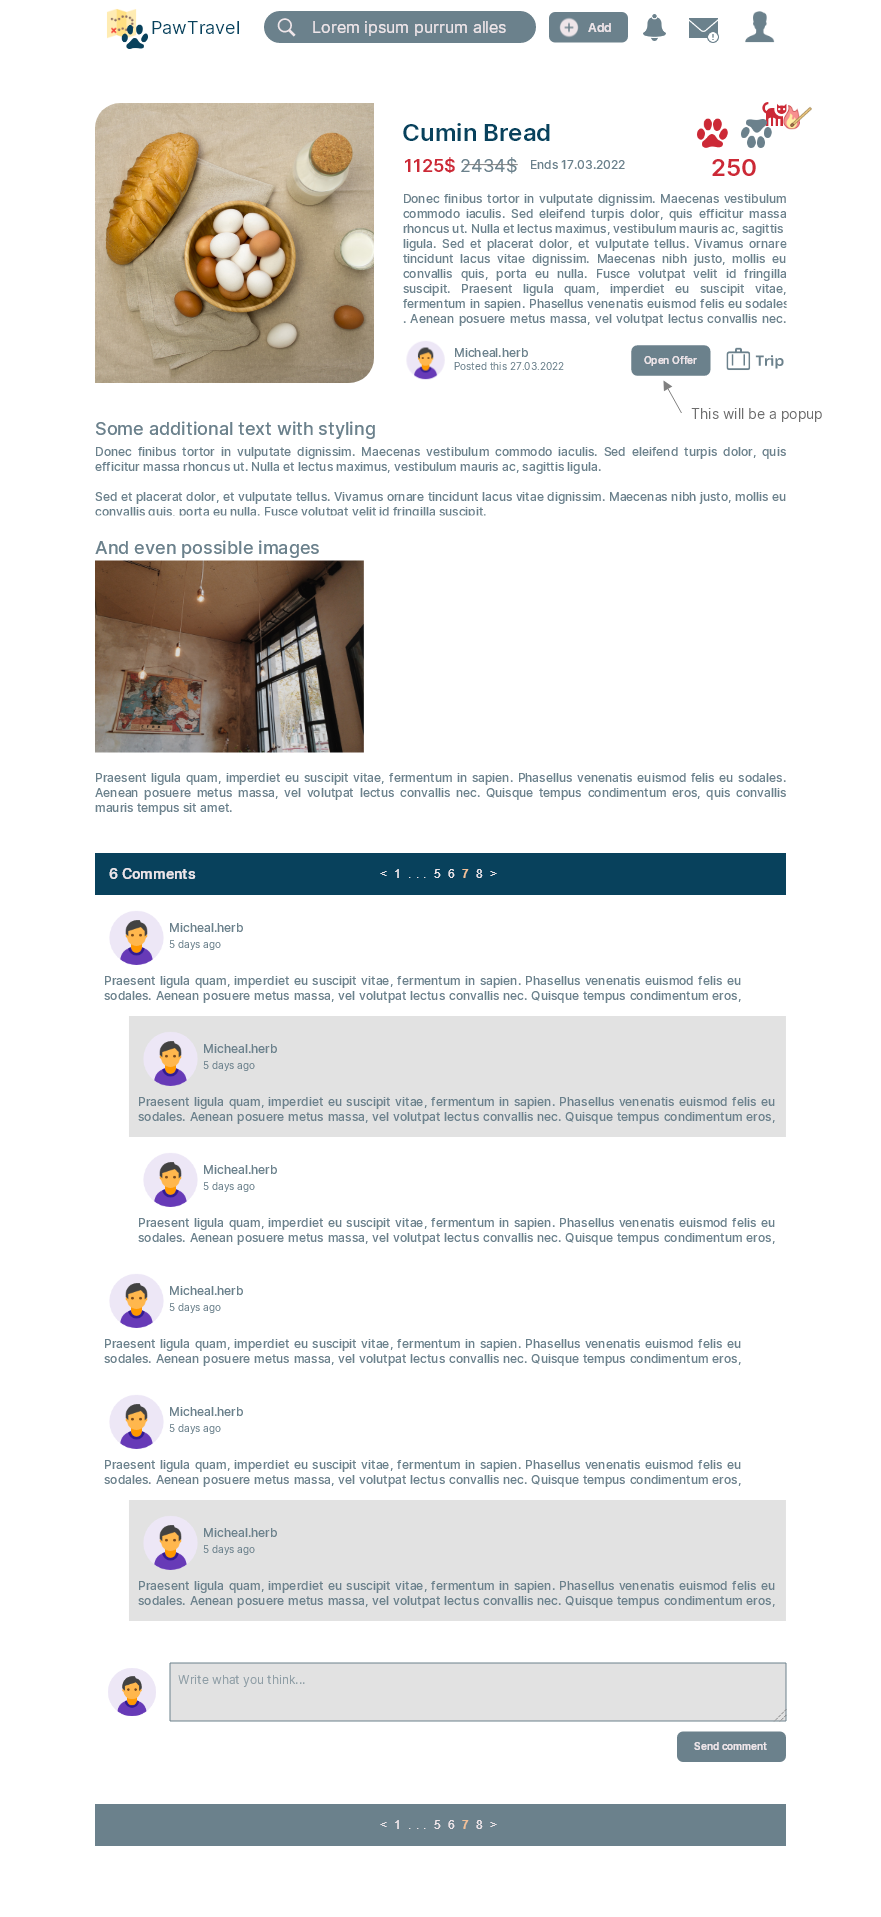 PawTravel
Lorem ipsum purrum alles
Add
Cumin Bread
1125$ 2434$ Ends 17.03.2022
250
Donec finibus tortor in vulputate dignissim. Maecenas vestibulum
commodo iaculis. Sed eleifend turpis dolor, quis efficitur massa
rhoncus ut. Nulla et lectus maximus, vestibulum mauris ac, sagittis
ligula. Sed et placerat dolor, et vulputate tellus. Vivamus ornare
tincidunt lacus vitae dignissim. Maecenas nibh justo, mollis eu
convallis quis, porta eu nulla. Fusce volutpat velit id fringilla
suscipit. Praesent ligula quam, imperdiet eu suscipit vitae,
fermentum in sapien. Phasellus venenatis euismod felis eu sodales
. Aenean posuere metus massa, vel volutpat lectus convallis nec.
Micheal.herb
Posted this 27.03.2022
Open Offer
Trip
This will be a popup
Some additional text with styling
Donec finibus tortor in vulputate dignissim. Maecenas vestibulum commodo iaculis. Sed eleifend turpis dolor, quis
efficitur massa rhoncus ut. Nulla et lectus maximus, vestibulum mauris ac, sagittis ligula.
Sed et placerat dolor, et vulputate tellus. Vivamus ornare tincidunt lacus vitae dignissim. Maecenas nibh justo, mollis eu
convallis quis, porta eu nulla. Fusce volutpat velit id fringilla suscipit.
And even possible images
Praesent ligula quam, imperdiet eu suscipit vitae, fermentum in sapien. Phasellus venenatis euismod felis eu sodales.
Aenean posuere metus massa, vel volutpat lectus convallis nec. Quisque tempus condimentum eros, quis convallis
mauris tempus sit amet.
6 Comments
< 1 ... 5 6 7 8 >
Micheal.herb
5 days ago
Praesent ligula quam, imperdiet eu suscipit vitae, fermentum in sapien. Phasellus venenatis euismod felis eu
sodales. Aenean posuere metus massa, vel volutpat lectus convallis nec. Quisque tempus condimentum eros,
Micheal.herb
5 days ago
Praesent ligula quam, imperdiet eu suscipit vitae, fermentum in sapien. Phasellus venenatis euismod felis eu
sodales. Aenean posuere metus massa, vel volutpat lectus convallis nec. Quisque tempus condimentum eros,
Micheal.herb
5 days ago
Praesent ligula quam, imperdiet eu suscipit vitae, fermentum in sapien. Phasellus venenatis euismod felis eu
sodales. Aenean posuere metus massa, vel volutpat lectus convallis nec. Quisque tempus condimentum eros,
Micheal.herb
5 days ago
Praesent ligula quam, imperdiet eu suscipit vitae, fermentum in sapien. Phasellus venenatis euismod felis eu
sodales. Aenean posuere metus massa, vel volutpat lectus convallis nec. Quisque tempus condimentum eros,
Micheal.herb
5 days ago
Praesent ligula quam, imperdiet eu suscipit vitae, fermentum in sapien. Phasellus venenatis euismod felis eu
sodales. Aenean posuere metus massa, vel volutpat lectus convallis nec. Quisque tempus condimentum eros,
Micheal.herb
5 days ago
Praesent ligula quam, imperdiet eu suscipit vitae, fermentum in sapien. Phasellus venenatis euismod felis eu
sodales. Aenean posuere metus massa, vel volutpat lectus convallis nec. Quisque tempus condimentum eros,
Write what you think...
Send comment
< 1 ... 5 6 7 8 >